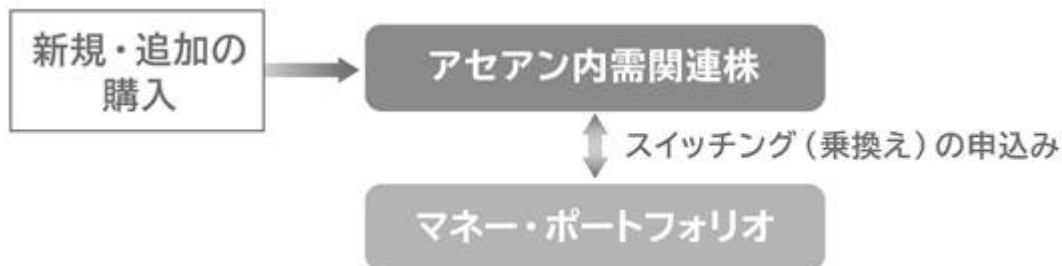 新規・追加の
購入
アセアン内需関連株
スイッチング（乗換え）の申込み
マネー・ポートフォリオ